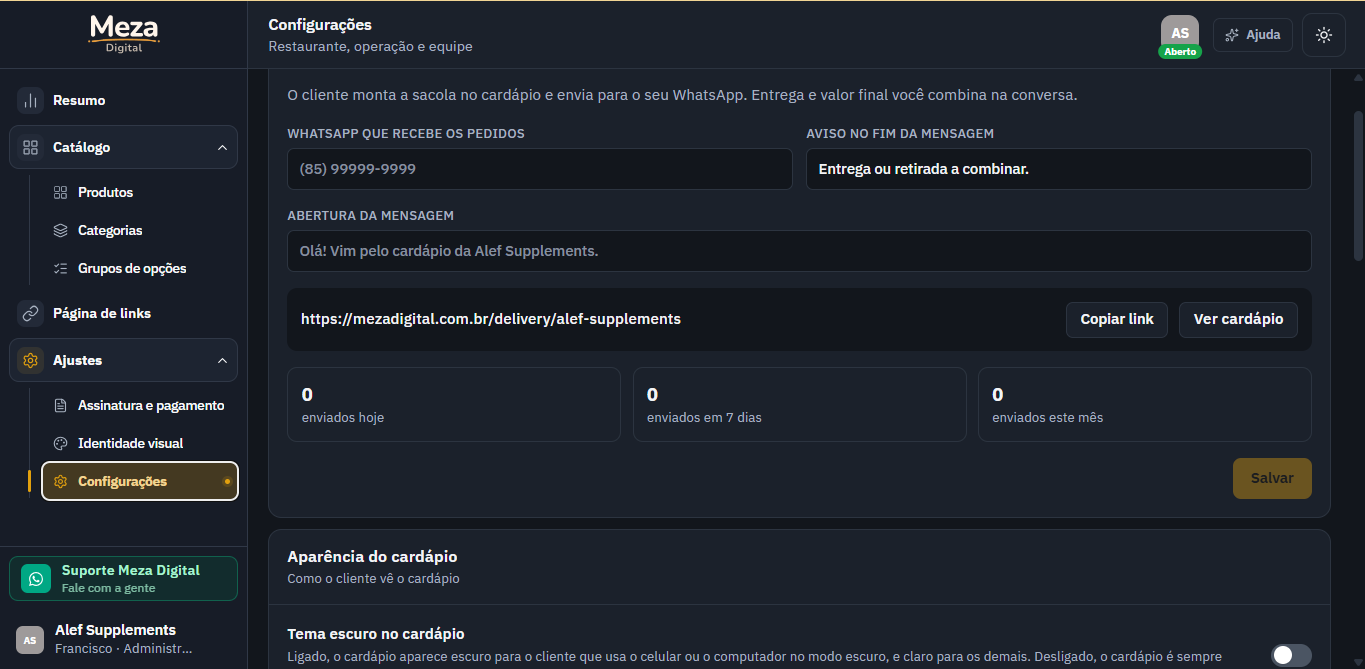 Meza
Digital
Configurações
Restaurante, operação e equipe
AS
Aberto
Ajuda
Resumo
Catálogo
Produtos
Categorias
Grupos de opções
Página de links
Ajustes
Assinatura e pagamento
Identidade visual
Configurações
Suporte Meza Digital
Fale com a gente
AS
Alef Supplements
Francisco · Administr...
O cliente monta a sacola no cardápio e envia para o seu WhatsApp. Entrega e valor final você combina na conversa.
WHATSAPP QUE RECEBE OS PEDIDOS
(85) 99999-9999
AVISO NO FIM DA MENSAGEM
Entrega ou retirada a combinar.
ABERTURA DA MENSAGEM
Olá! Vim pelo cardápio da Alef Supplements.
https://mezadigital.com.br/delivery/alef-supplements
Copiar link
Ver cardápio
0
enviados hoje
0
enviados em 7 dias
0
enviados este mês
Salvar
Aparência do cardápio
Como o cliente vê o cardápio
Tema escuro no cardápio
Ligado, o cardápio aparece escuro para o cliente que usa o celular ou o computador no modo escuro, e claro para os demais. Desligado, o cardápio é sempre